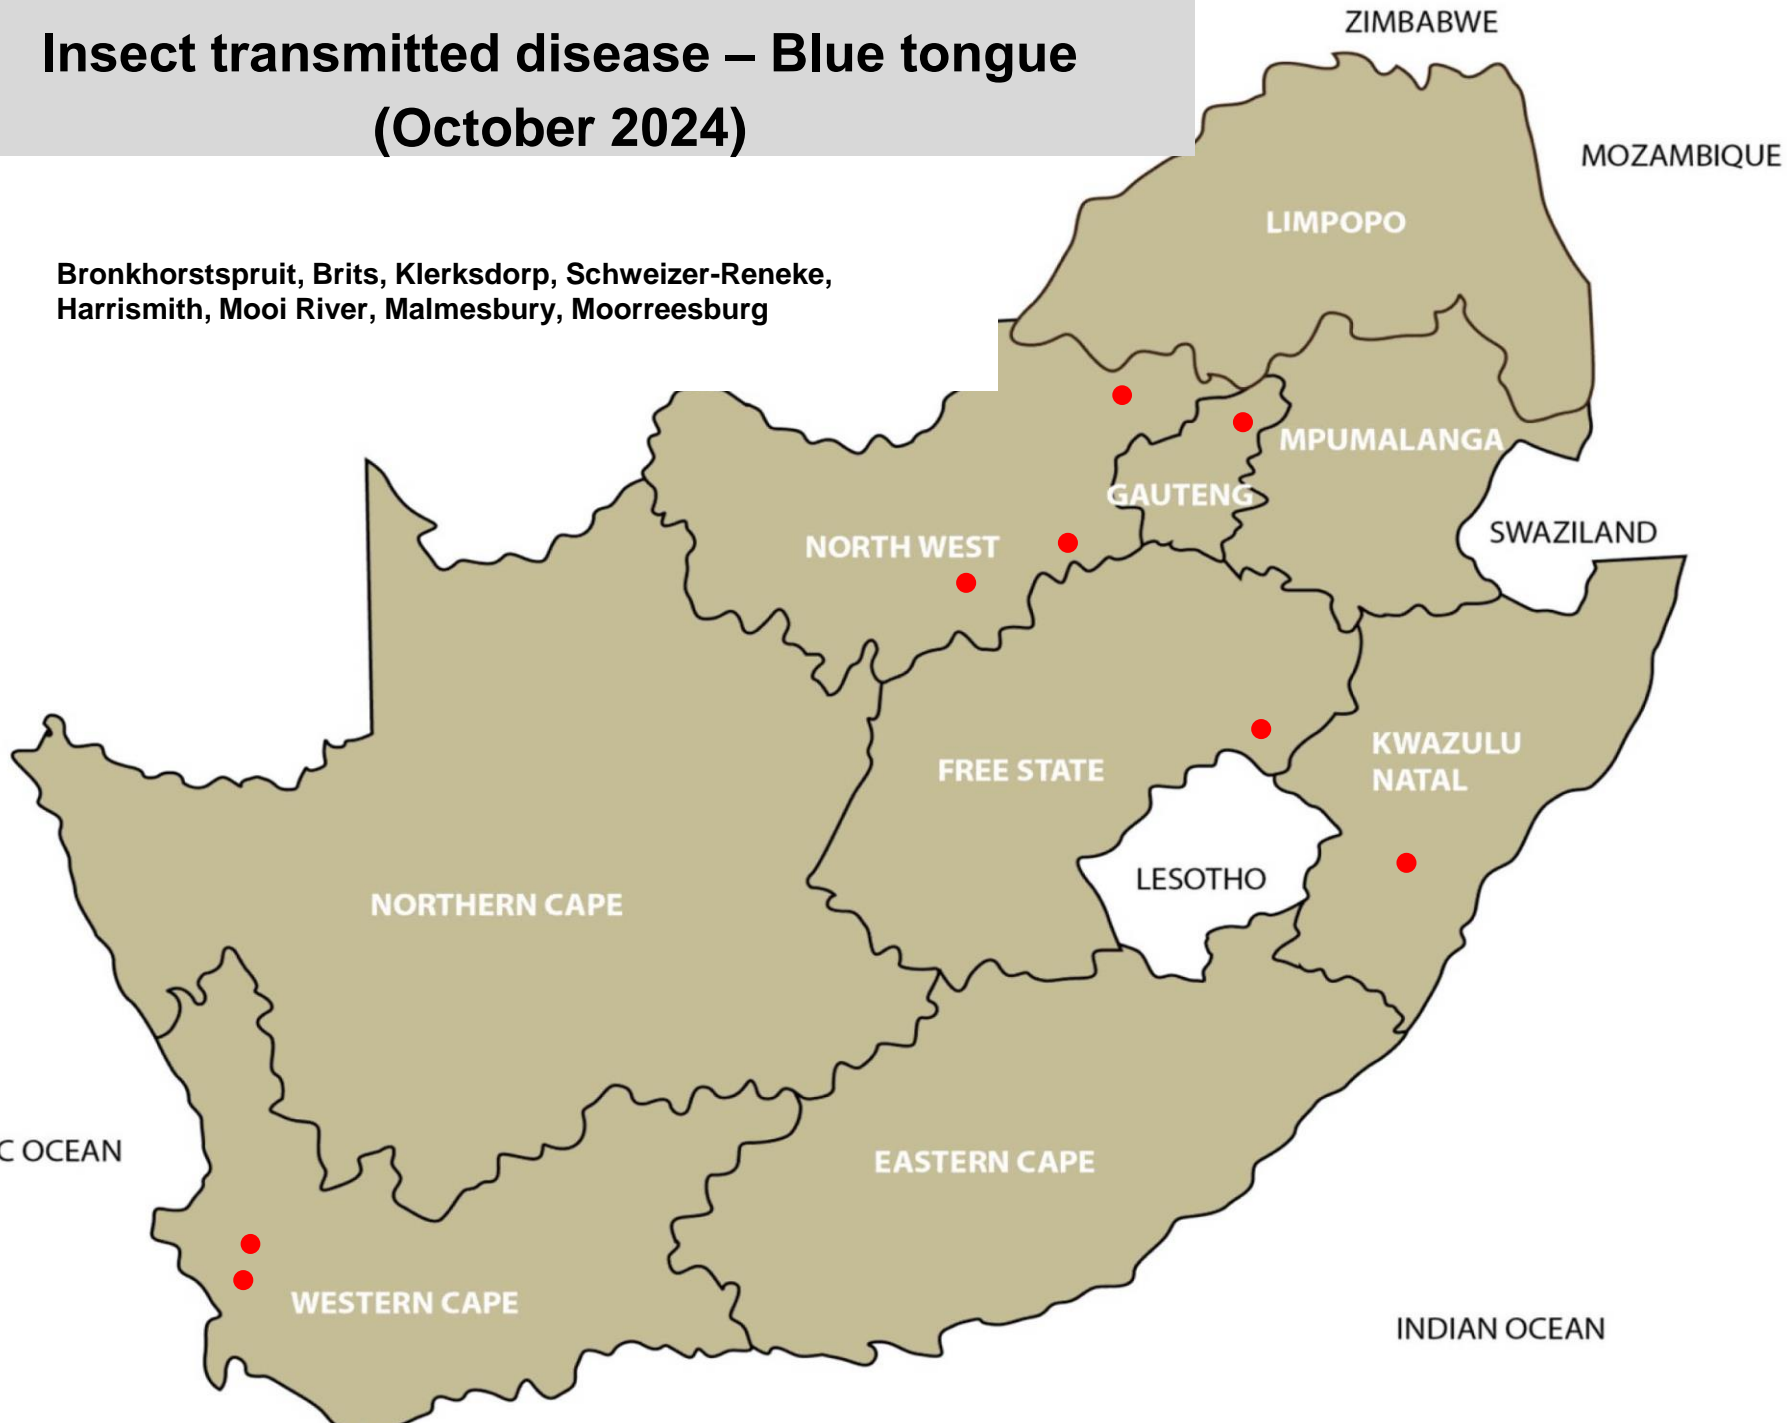 Insect transmitted disease – Blue tongue
(October 2024)
ZIMBABWE
MOZAMBIQUE
LIMPOPO
Bronkhorstspruit, Brits, Klerksdorp, Schweizer-Reneke,
Harrismith, Mooi River, Malmesbury, Moorreesburg
MPUMALANGA
GAUTENG
SWAZILAND
NORTH WEST
KWAZULU
NATAL
FREE STATE
LESOTHO
NORTHERN CAPE
C OCEAN
EASTERN CAPE
WESTERN CAPE
INDIAN OCEAN